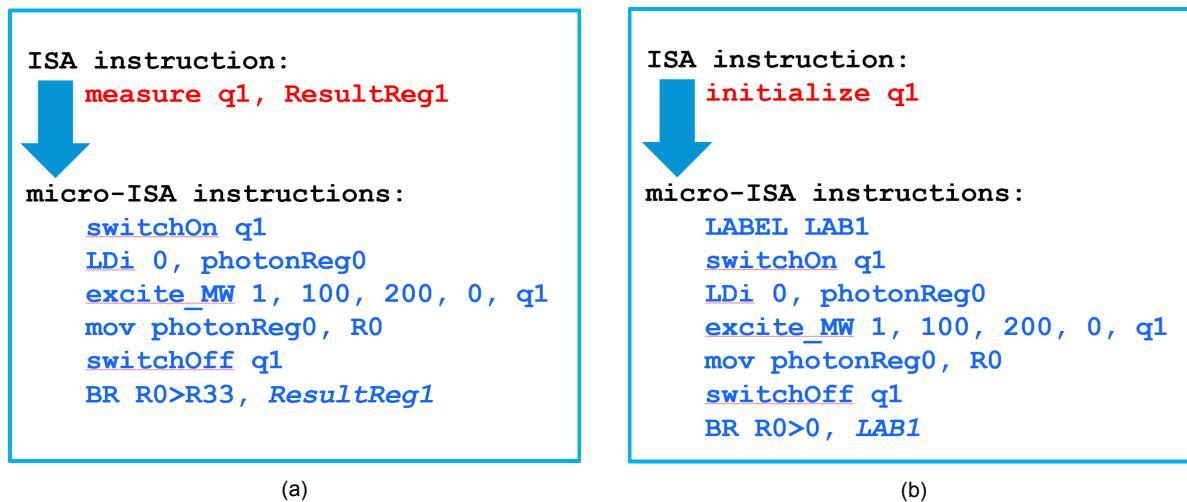 ISA instruction:
measure q1, ResultReg1
micro-ISA instructions:
switchOn q1
LDi 0, photonReg0
excite_MW 1, 100, 200, 0, q1
mov photonReg0, R0
switchOff q1
BR R0>R33, ResultReg1
(a)
ISA instruction:
initialize q1
micro-ISA instructions:
LABEL LAB1
switchOn q1
LDi 0, photonReg0
excite_MW 1, 100, 200, 0, q1
mov photonReg0, R0
switchOff q1
BR R0>0, LAB1
(b)